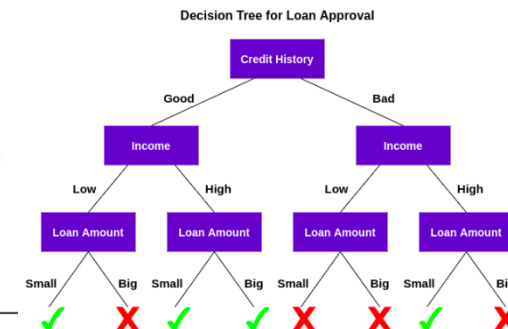 Decision Tree for Loan Approval
Credit History
Good Bad
Income Income
Low High Low High
Loan Amount Loan Amount Loan Amount Loan Amount
Small Big Small Big Small Big Small